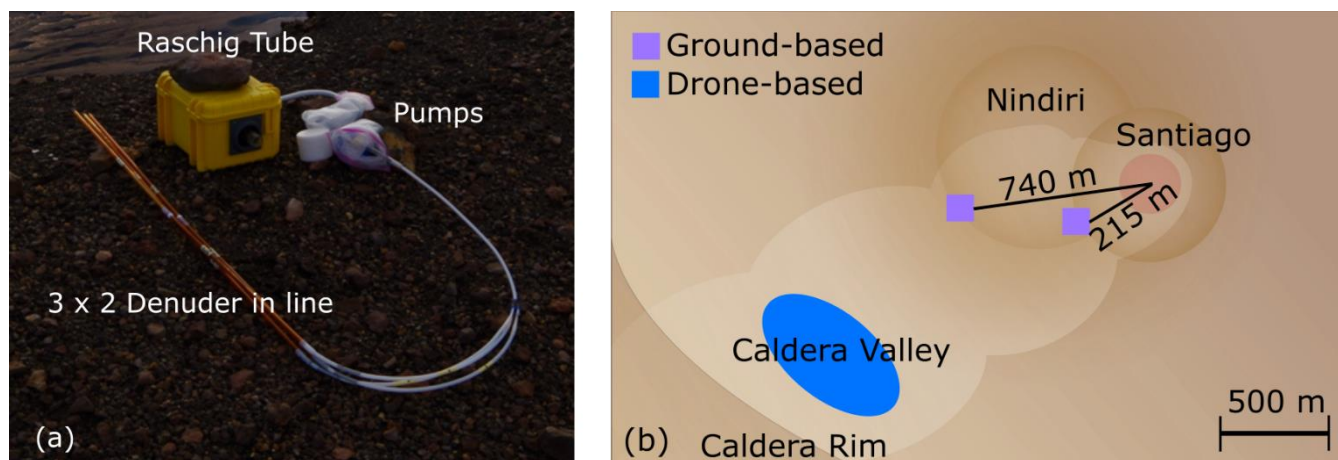 Raschig Tube
Pumps
3 x 2 Denuder in line
(a)
Ground-based
Drone-based
Nindiri
Santiago
740 m
215 m
Caldera Valley
500 m
(b)
Caldera Rim